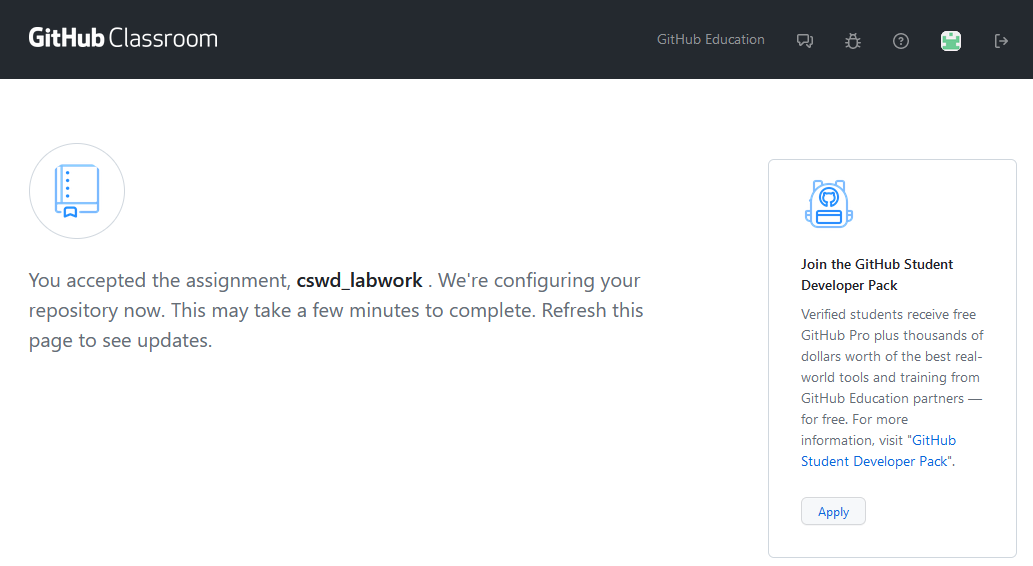 GitHub Classroom
GitHub Education
You accepted the assignment, cswd_labwork . We're configuring your
repository now. This may take a few minutes to complete. Refresh this
page to see updates.
Join the GitHub Student
Developer Pack
Verified students receive free
GitHub Pro plus thousands of
dollars worth of the best real-
world tools and training from
GitHub Education partners —
for free. For more
information, visit "GitHub
Student Developer Pack".
Apply